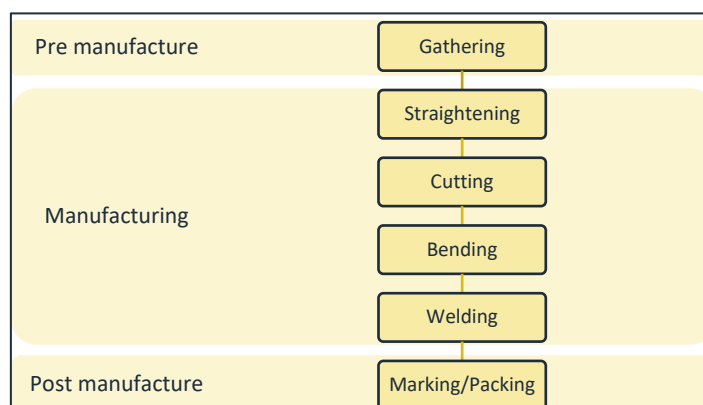 Pre manufacture
Gathering
Straightening
Cutting
Manufacturing
Bending
Welding
Post manufacture
Marking/Packing